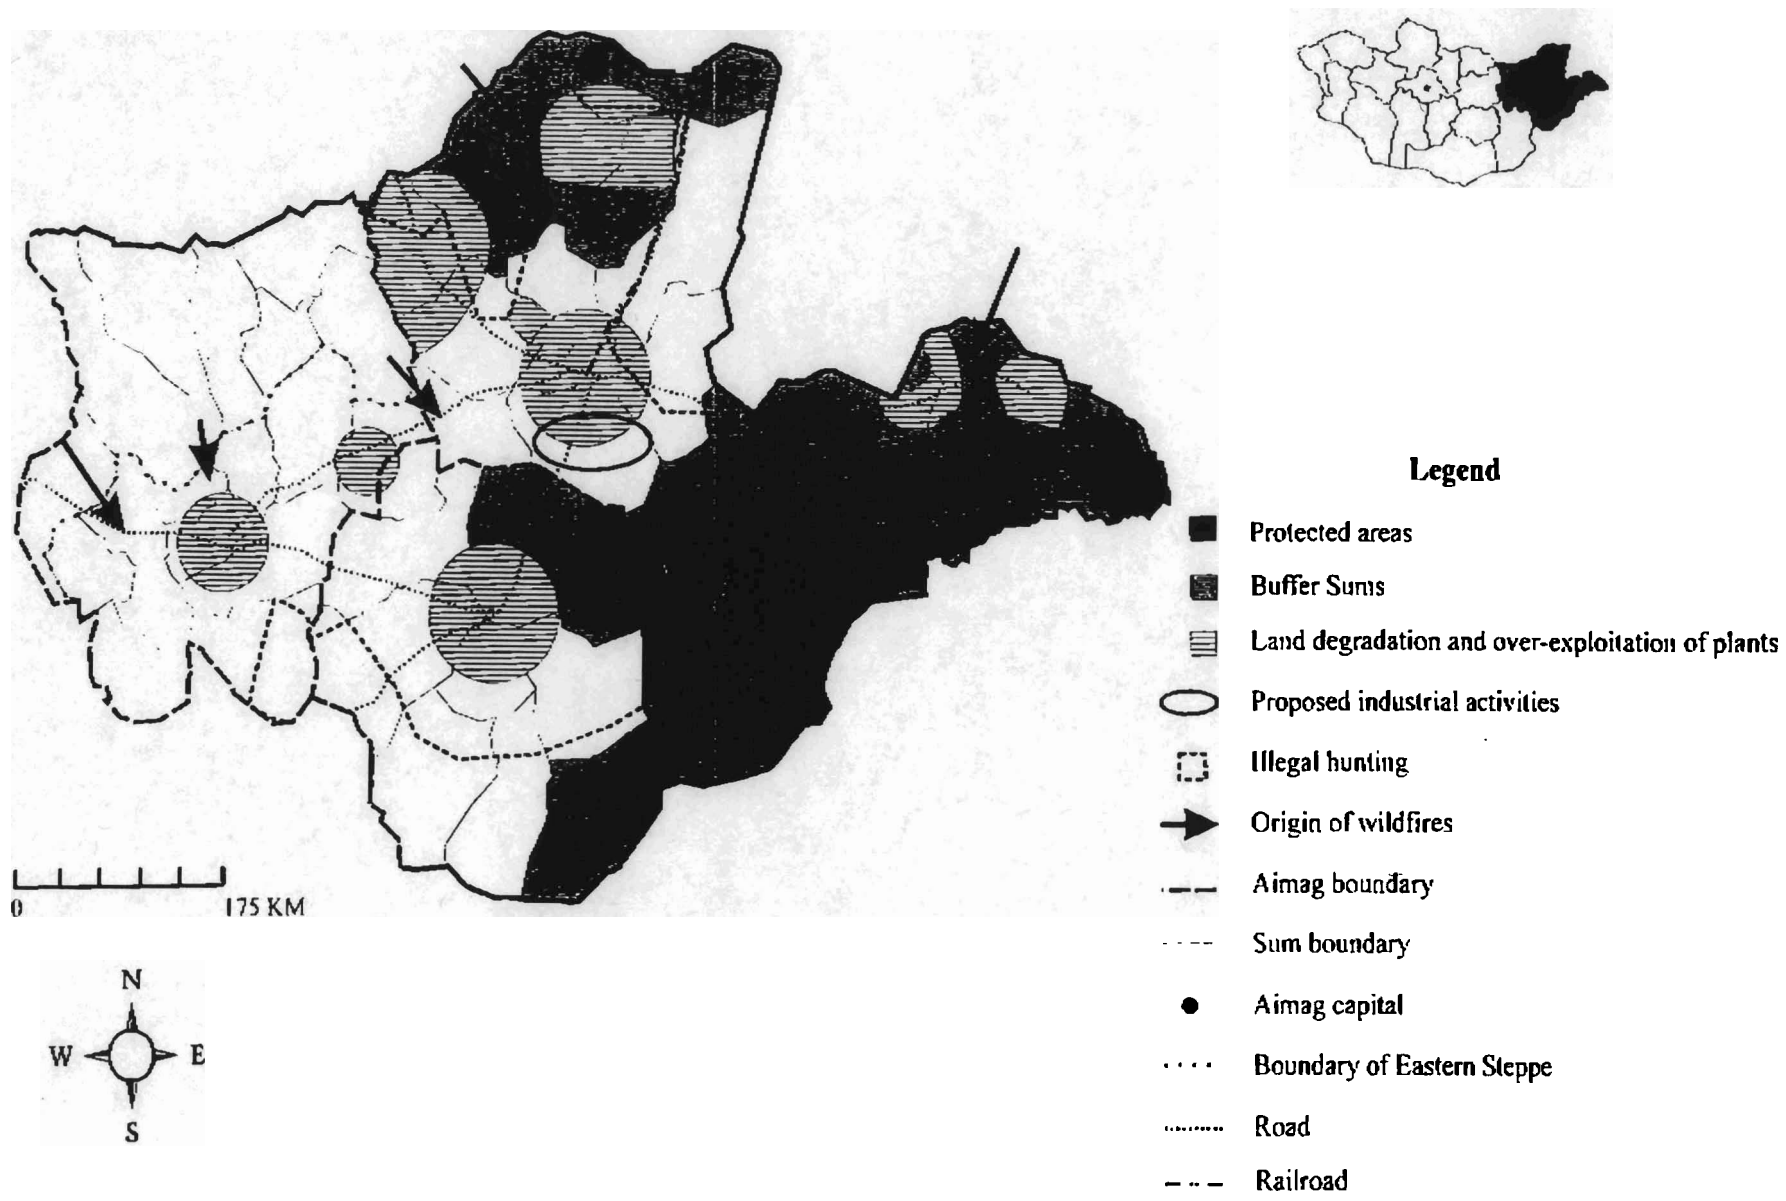 Legend
Protected areas
Buffer Sums
Land degradation and over-exploitation of plants
Proposed industrial activities
Illegal hunting
Origin of wildfires
Aimag boundary
Sum boundary
Aimag capital
Boundary of Eastern Steppe
Road
Railroad
0 175 KM
N
W E
S